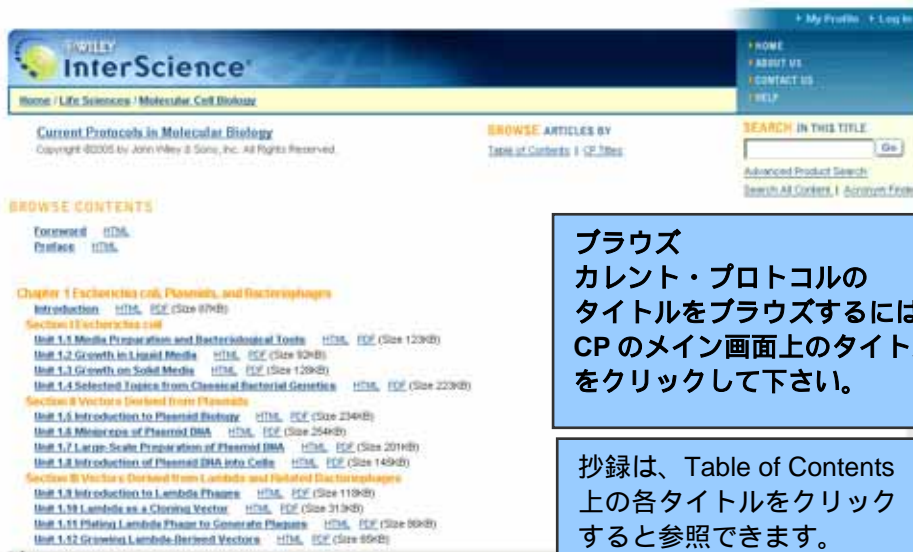 My Profile Log In
WILEY
InterScience
HOME
ABOUT US
CONTACT US
HELP
Home / Life Sciences / Molecular Cell Biology
Current Protocols in Molecular Biology
Copyright ©2005 by John Wiley & Sons, Inc. All Rights Reserved.
BROWSE ARTICLES BY
Table of Contents | CP Titles
SEARCH IN THIS TITLE
Go
Advanced Product Search
Search All Content | Acronym Finder
BROWSE CONTENTS
Foreword HTML
Preface HTML
Chapter 1 Escherichia coli, Plasmids, and Bacteriophages
Introduction HTML, PDF (Size 87KB)
Section I Escherichia coli
Unit 1.1 Media Preparation and Bacteriological Tools HTML, PDF (Size 123KB)
Unit 1.2 Growth in Liquid Media HTML, PDF (Size 92KB)
Unit 1.3 Growth on Solid Media HTML, PDF (Size 128KB)
Unit 1.4 Selected Topics from Classical Bacterial Genetics HTML, PDF (Size 223KB)
Section II Vectors Derived from Plasmids
Unit 1.5 Introduction to Plasmid Biology HTML, PDF (Size 234KB)
Unit 1.6 Minipreps of Plasmid DNA HTML, PDF (Size 254KB)
Unit 1.7 Large-Scale Preparation of Plasmid DNA HTML, PDF (Size 201KB)
Unit 1.8 Introduction of Plasmid DNA into Cells HTML, PDF (Size 145KB)
Section III Vectors Derived from Lambda and Related Bacteriophages
Unit 1.9 Introduction to Lambda Phages HTML, PDF (Size 118KB)
Unit 1.10 Lambda as a Cloning Vector HTML, PDF (Size 313KB)
Unit 1.11 Plating Lambda Phage to Generate Plaques HTML, PDF (Size 86KB)
Unit 1.12 Growing Lambda-Derived Vectors HTML, PDF (Size 65KB)
ブラウズ
カレント・プロトコルの
タイトルをブラウズするには
CP のメイン画面上のタイト
をクリックして下さい。
抄録は、Table of Contents
上の各タイトルをクリック
すると参照できます。